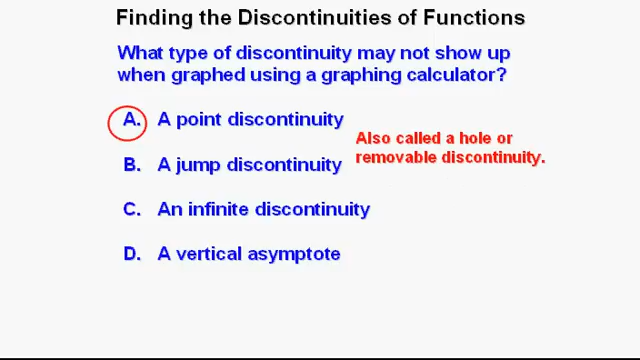 Finding the Discontinuities of Functions
What type of discontinuity may not show up
when graphed using a graphing calculator?
A. A point discontinuity
Also called a hole or
removable discontinuity.
B. A jump discontinuity
C. An infinite discontinuity
D. A vertical asymptote